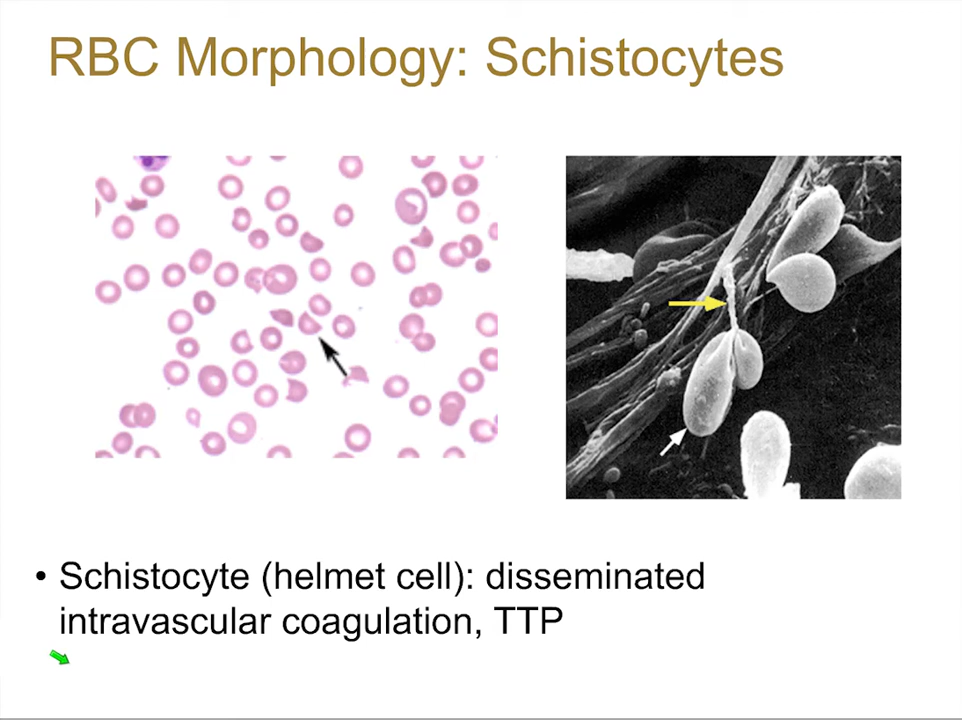 RBC Morphology: Schistocytes
• Schistocyte (helmet cell): disseminated
intravascular coagulation, TTP